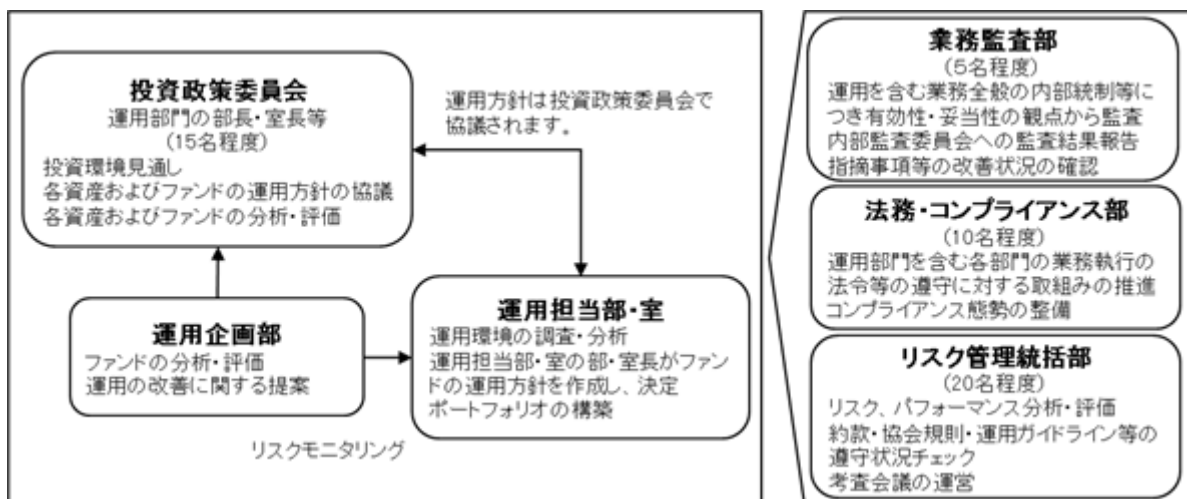 投資政策委員会
運用部門の部長・室長等
(15名程度)
投資環境見通し
各資産およびファンドの運用方針の協議
各資産およびファンドの分析・評価
運用方針は投資政策委員会で
協議されます。
運用企画部
ファンドの分析・評価
運用の改善に関する提案
運用担当部・室
運用環境の調査・分析
運用担当部・室の部・室長がファン
ドの運用方針を作成し、決定
ポートフォリオの構築
リスクモニタリング
業務監査部
(5名程度)
運用を含む業務全般の内部統制等に
つき有効性・妥当性の観点から監査
内部監査委員会への監査結果報告
指摘事項等の改善状況の確認
法務・コンプライアンス部
(10名程度)
運用部門を含む各部門の業務執行の
法令等の遵守に対する取組みの推進
コンプライアンス態勢の整備
リスク管理統括部
(20名程度)
リスク、パフォーマンス分析・評価
約款・協会規則・運用ガイドライン等の
遵守状況チェック
考査会議の運営